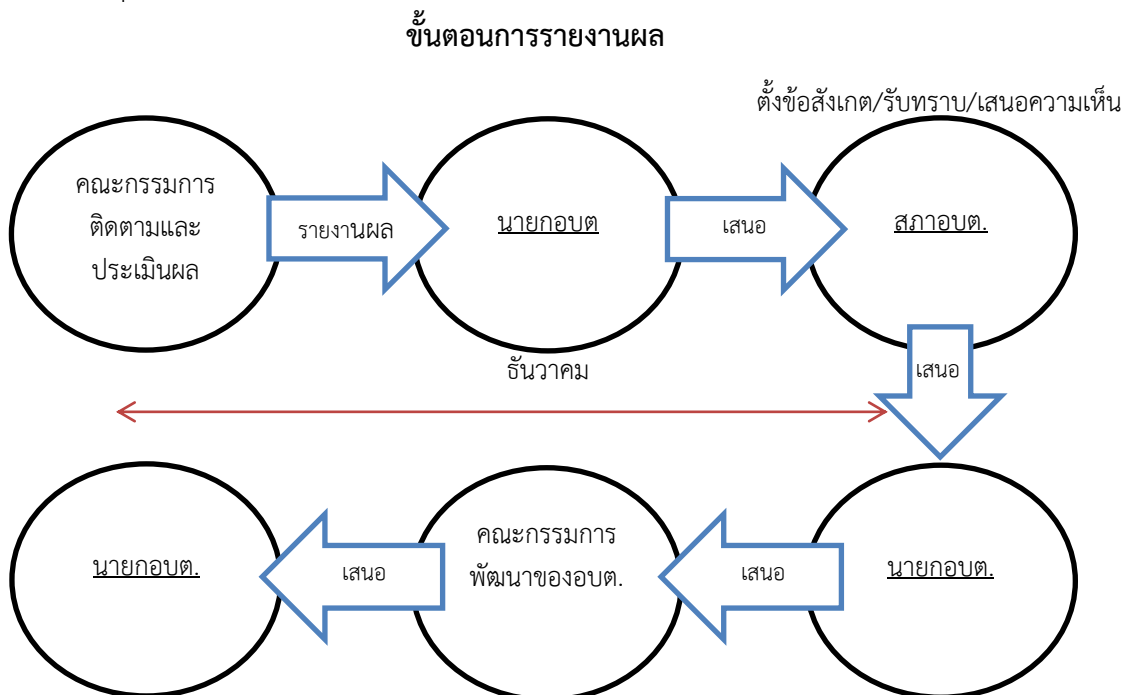 ขั้นตอนการรายงานผล
ตั้งข้อสังเกต/รับทราบ/เสนอความเห็น
คณะกรรมการ
ติดตามและ
ประเมินผล
รายงานผล
นายกอบต
เสนอ
สภาอบต.
เสนอ
ธันวาคม
นายกอบต.
เสนอ
คณะกรรมการ
พัฒนาของอบต.
เสนอ
นายกอบต.